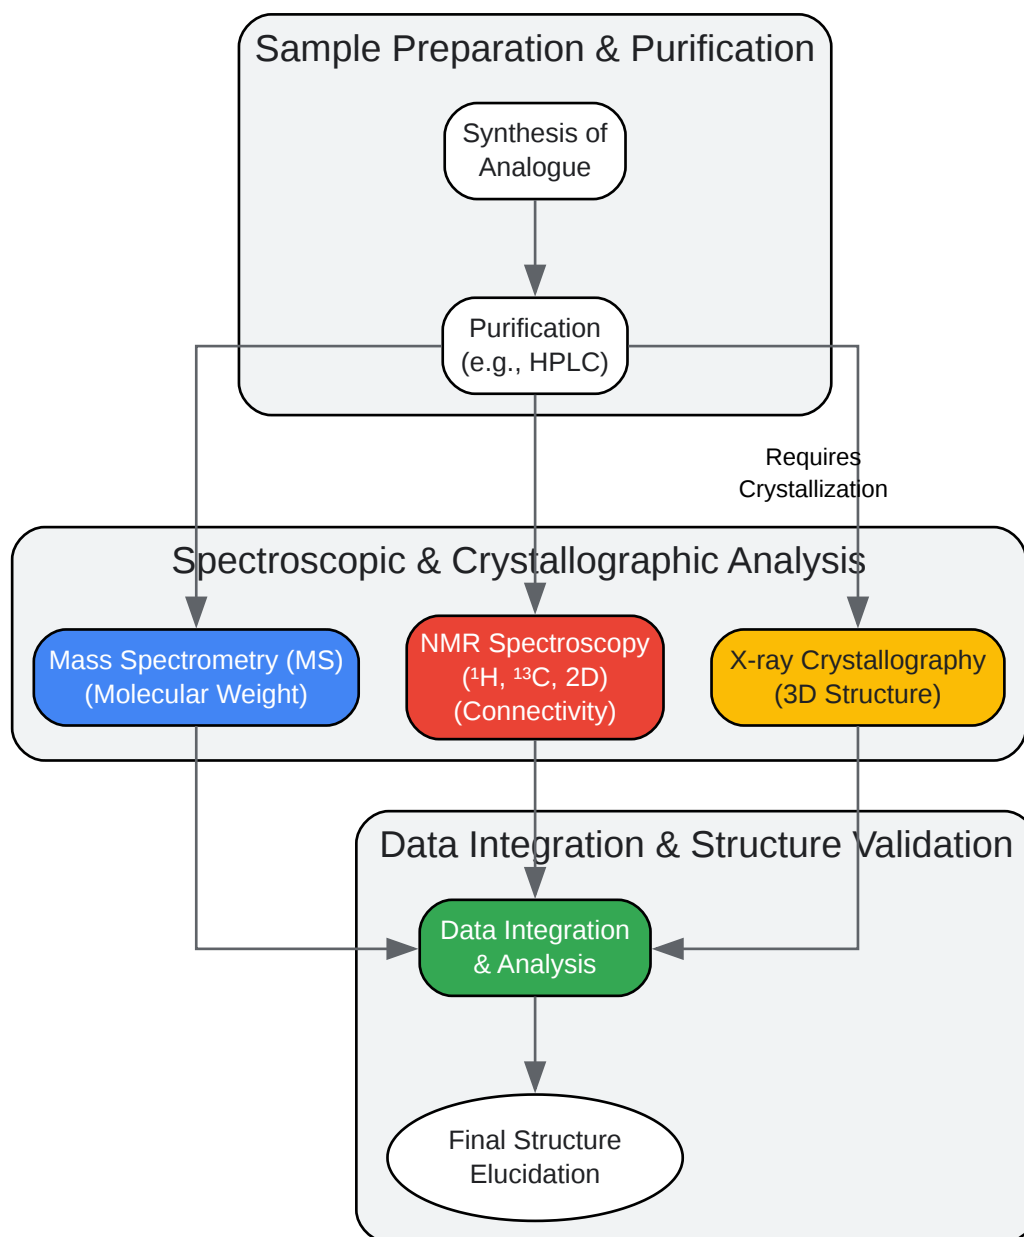 Sample Preparation & Purification
Synthesis of
Analogue
Purification
(e.g., HPLC)
Requires
Crystallization
Spectroscopic & Crystallographic Analysis
Mass Spectrometry (MS)
(Molecular Weight)
NMR Spectroscopy
(¹H, ¹³C, 2D)
(Connectivity)
X-ray Crystallography
(3D Structure)
Data Integration & Structure Validation
Data Integration
& Analysis
Final Structure
Elucidation